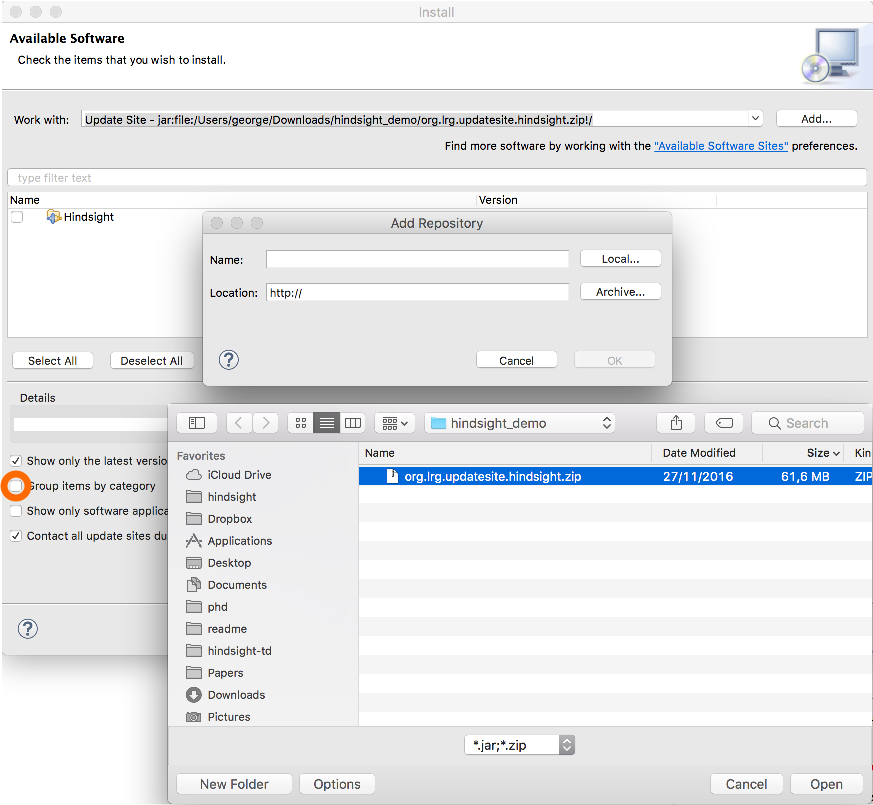 Install
Available Software
Check the items that you wish to install.
Work with: Update Site - jar:file:/Users/george/Downloads/hindsight_demo/org.lrg.updatesite.hindsight.zip!/ Add...
Find more software by working with the "Available Software Sites" preferences.
type filter text
Name Version
Hindsight
Add Repository
Name: Local...
Location: http:// Archive...
? Cancel OK
Select All Deselect All
Details
Show only the latest versio
Group items by category
Show only software applica
Contact all update sites du
?
hindsight_demo Search
Favorites
iCloud Drive
hindsight
Dropbox
Applications
Desktop
Documents
phd
readme
hindsight-td
Papers
Downloads
Pictures
Name Date Modified Size Kin
org.lrg.updatesite.hindsight.zip 27/11/2016 61,6 MB ZIP
*.jar;*.zip
New Folder Options Cancel Open